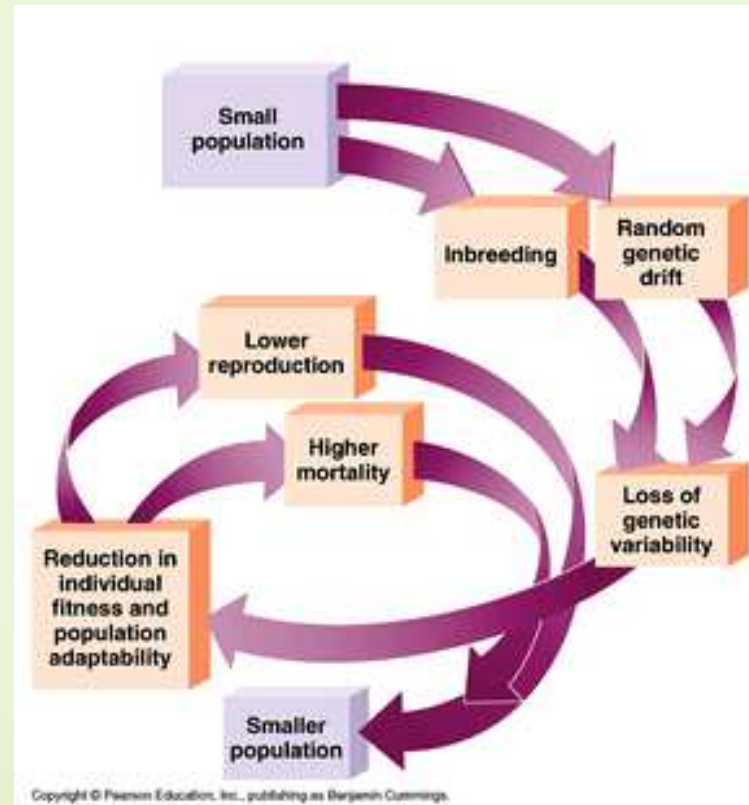 Small
population
Inbreeding
Random
genetic
drift
Lower
reproduction
Higher
mortality
Loss of
genetic
variability
Reduction in
individual
fitness and
population
adaptability
Smaller
population
Copyright © Pearson Education, Inc., publishing as Benjamin Cummings.